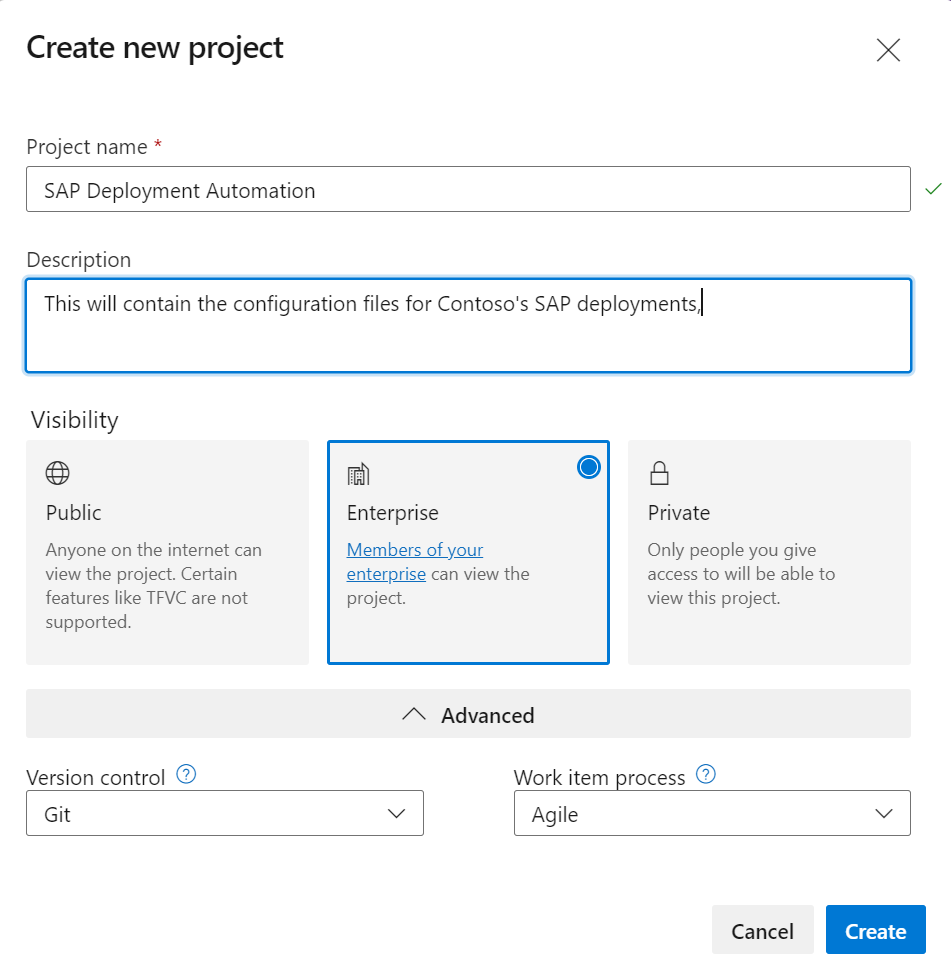 Create new project
Project name *
SAP Deployment Automation
Description
This will contain the configuration files for Contoso's SAP deployments,
Visibility
Public
Anyone on the internet can
view the project. Certain
features like TFVC are not
supported.
Enterprise
Members of your
enterprise can view the
project.
Private
Only people you give
access to will be able to
view this project.
Advanced
Version control ?
Git
Work item process ?
Agile
Cancel
Create